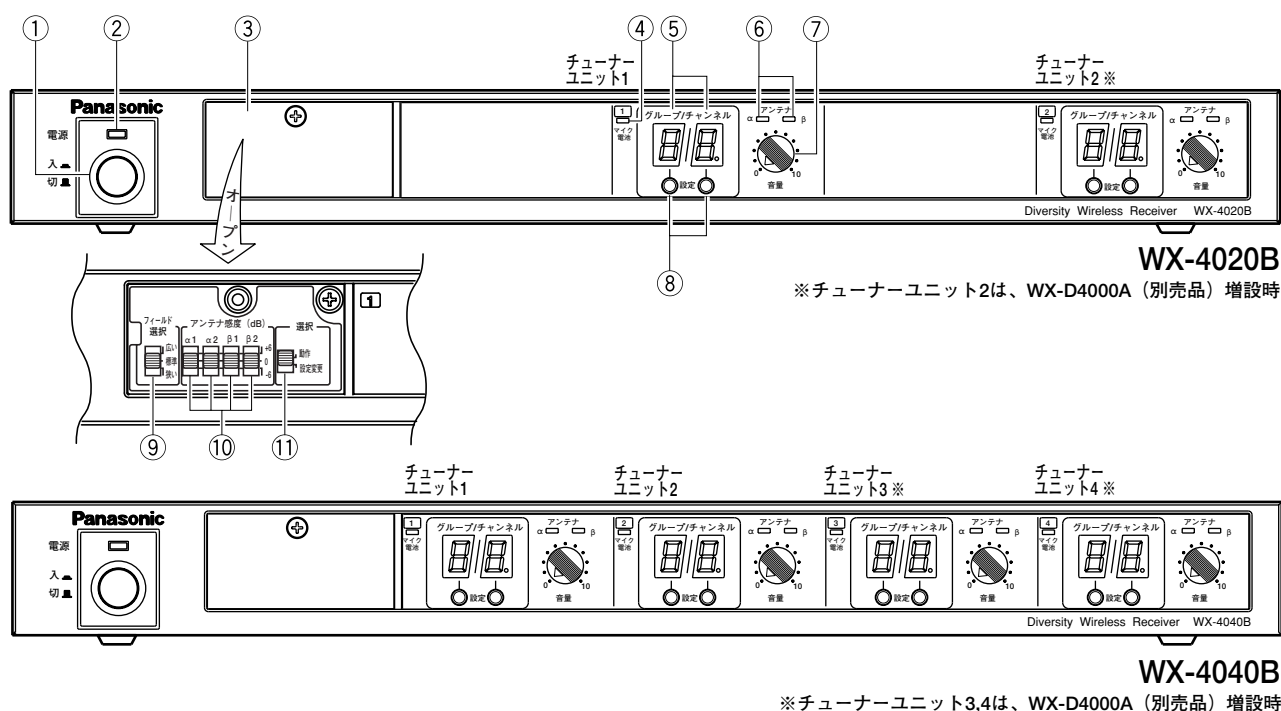 ① ② ③ ④ ⑤ ⑥ ⑦
チューナー
ユニット1
チューナー
ユニット2 ※
Panasonic
電源
入
切
オープン
1
マイク
電池
グループ/チャンネル
8/8.
設定
アンテナ
α β
0 10
音量
2
マイク
電池
グループ/チャンネル
8/8.
設定
アンテナ
α β
0 10
音量
Diversity Wireless Receiver WX-4020B
⑧
WX-4020B
※チューナーユニット2は、WX-D4000A（別売品）増設時
フィールド
選択
広い
標準
狭い
アンテナ感度（dB）
α1 α2 β1 β2
+6
0
-6
選択
動作
設定変更
1
⑨ ⑩ ⑪
チューナー
ユニット1
チューナー
ユニット2
チューナー
ユニット3 ※
チューナー
ユニット4 ※
Panasonic
電源
入
切
1
マイク
電池
グループ/チャンネル
8/8.
設定
アンテナ
α β
0 10
音量
2
マイク
電池
グループ/チャンネル
8/8.
設定
アンテナ
α β
0 10
音量
3
マイク
電池
グループ/チャンネル
8/8.
設定
アンテナ
α β
0 10
音量
4
マイク
電池
グループ/チャンネル
8/8.
設定
アンテナ
α β
0 10
音量
Diversity Wireless Receiver WX-4040B
WX-4040B
※チューナーユニット3,4は、WX-D4000A（別売品）増設時